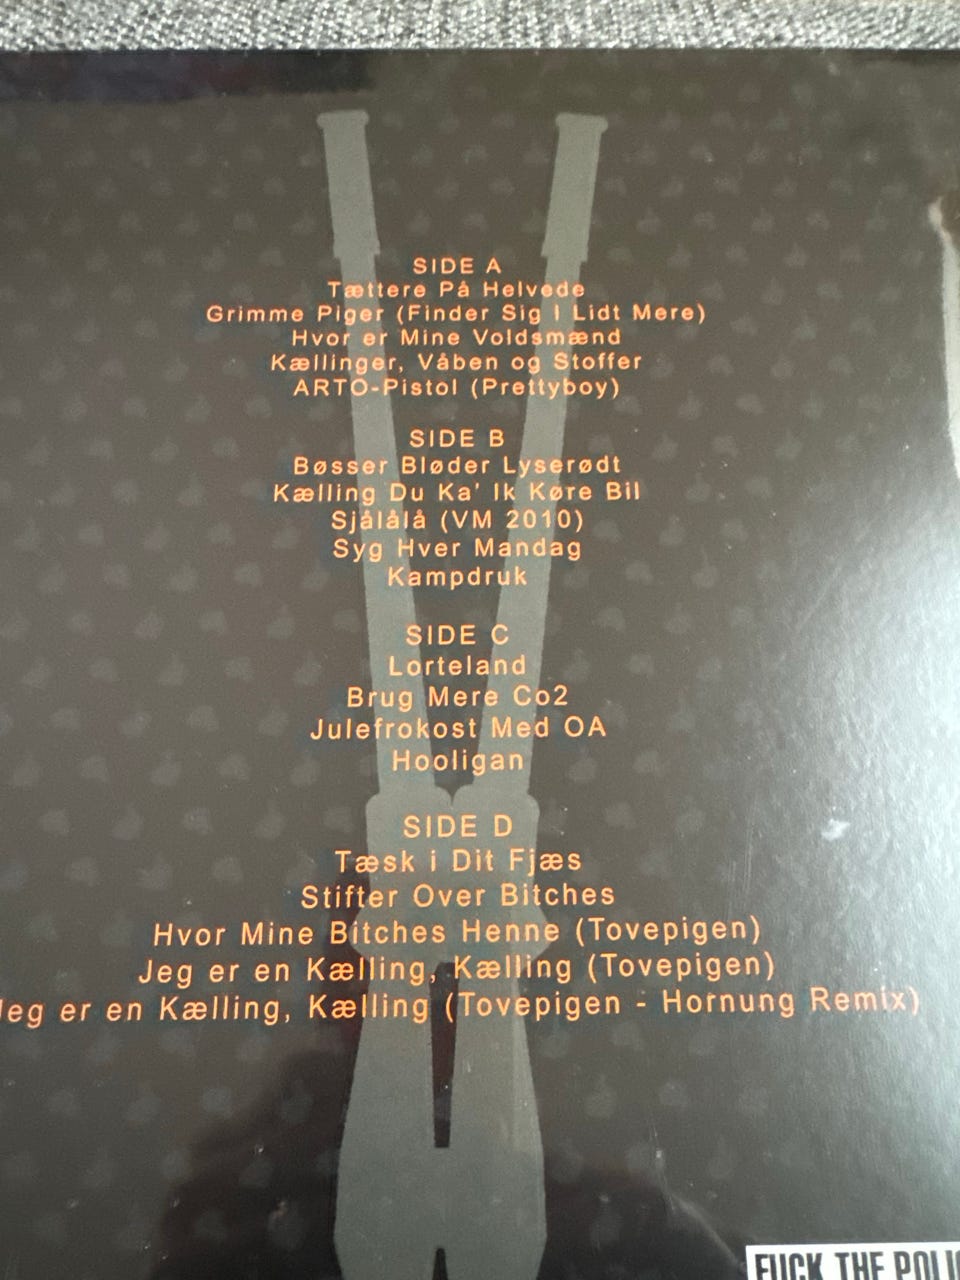 SIDE A
Tættere På Helvede
Grimme Piger (Finder Sig I Lidt Mere)
Hvor er Mine Voldsmænd
Kællinger, Våben og Stoffer
ARTO-Pistol (Prettyboy)
SIDE B
Bøsser Bløder Lyserødt
Kælling Du Ka' Ik Køre Bil
Sjålålå (VM 2010)
Syg Hver Mandag
Kampdruk
SIDE C
Lorteland
Brug Mere Co2
Julefrokost Med OA
Hooligan
SIDE D
Tæsk i Dit Fjæs
Stifter Over Bitches
Hvor Mine Bitches Henne (Tovepigen)
Jeg er en Kælling, Kælling (Tovepigen)
Jeg er en Kælling, Kælling (Tovepigen - Hornung Remix)
FUCK THE